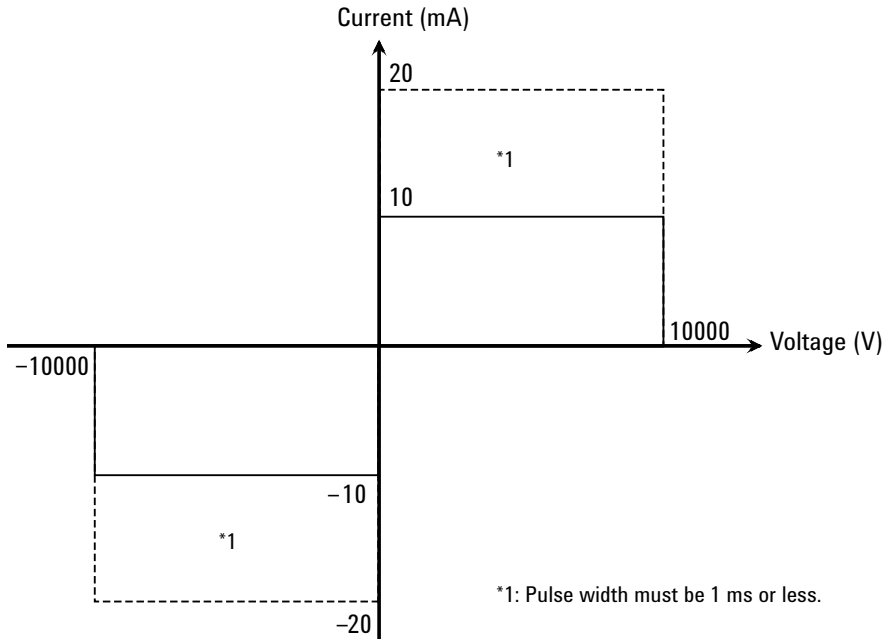 Current (mA)
20
*1
10
10000
Voltage (V)
–10000
–10
*1
*1: Pulse width must be 1 ms or less.
–20